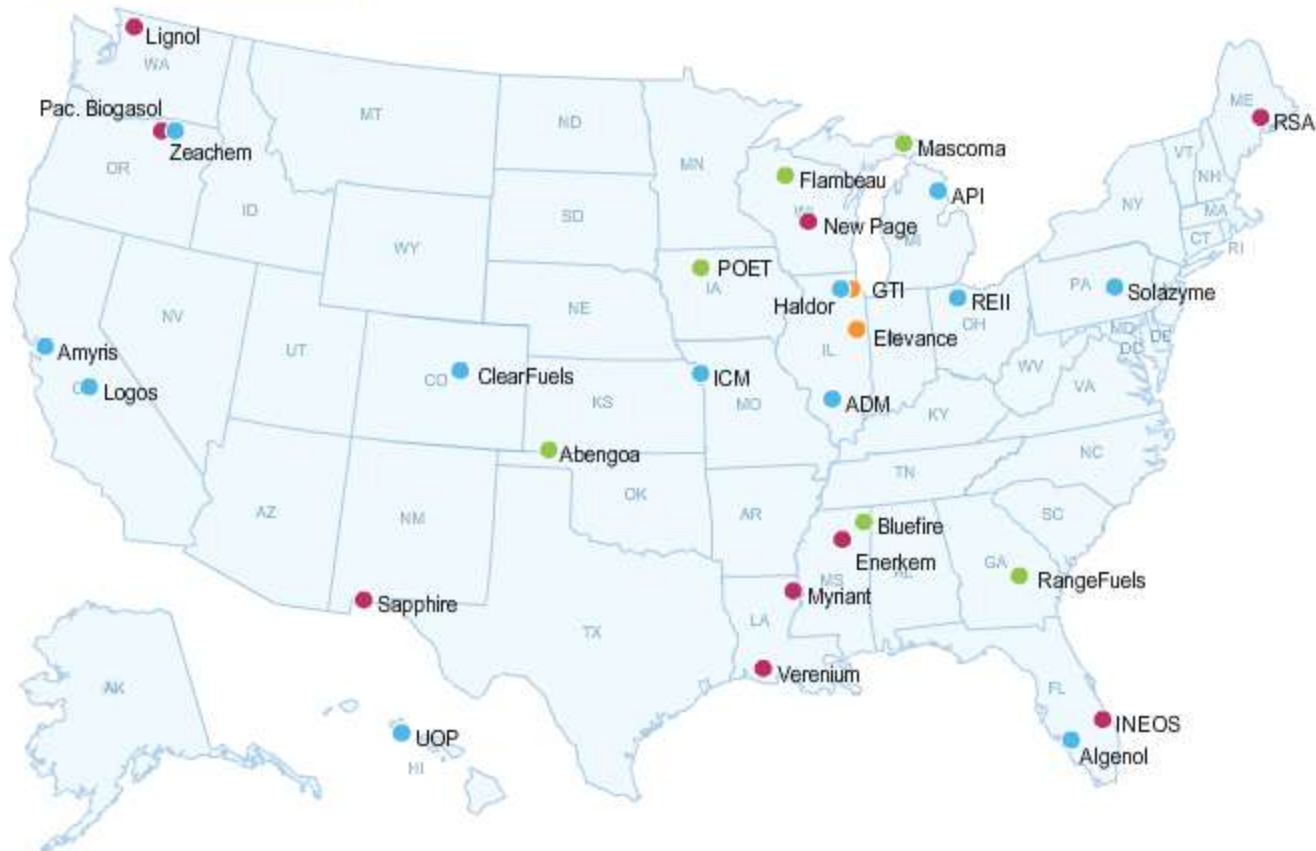 Lignol
WA
Pac. Biogasol
Zeachem
OR
MT
ND
MN
ID
WY
SD
ME
RSA
VT
NH
NY
MA
CT
RI
Mascoma
Flambeau
API
New Page
MI
POET
IA
NE
Haldor
GTI
REII
OH
PA
Solazyme
Elevance
IL
MD
DE
DC
NV
UT
CO
ClearFuels
Amyris
Logos
KS
ICM
MO
ADM
WV
VA
KY
Abengoa
OK
NC
TN
AZ
NM
AR
SC
Bluefire
Enerkem
MS
AL
GA
RangeFuels
Sapphire
Myriant
LA
TX
Verenium
FL
INEOS
Algenol
AK
UOP
HI